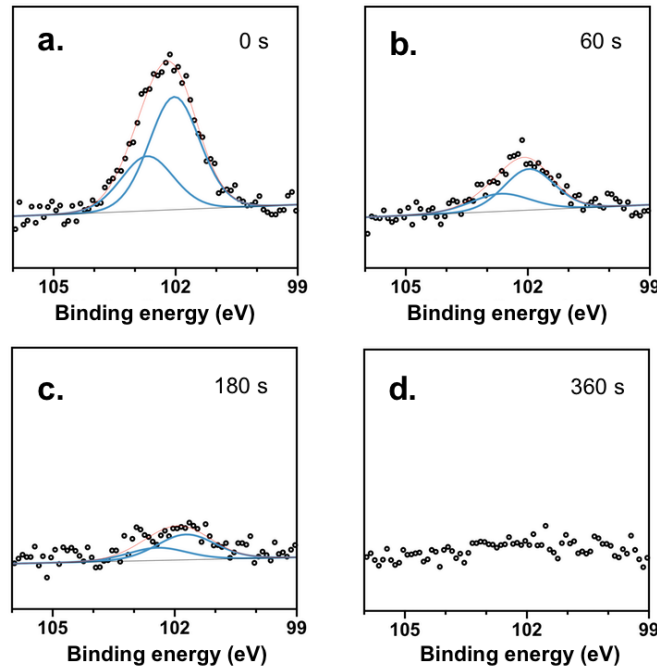 a. 0 s
105 102 99
Binding energy (eV)
b. 60 s
105 102 99
Binding energy (eV)
c. 180 s
105 102 99
Binding energy (eV)
d. 360 s
105 102 99
Binding energy (eV)